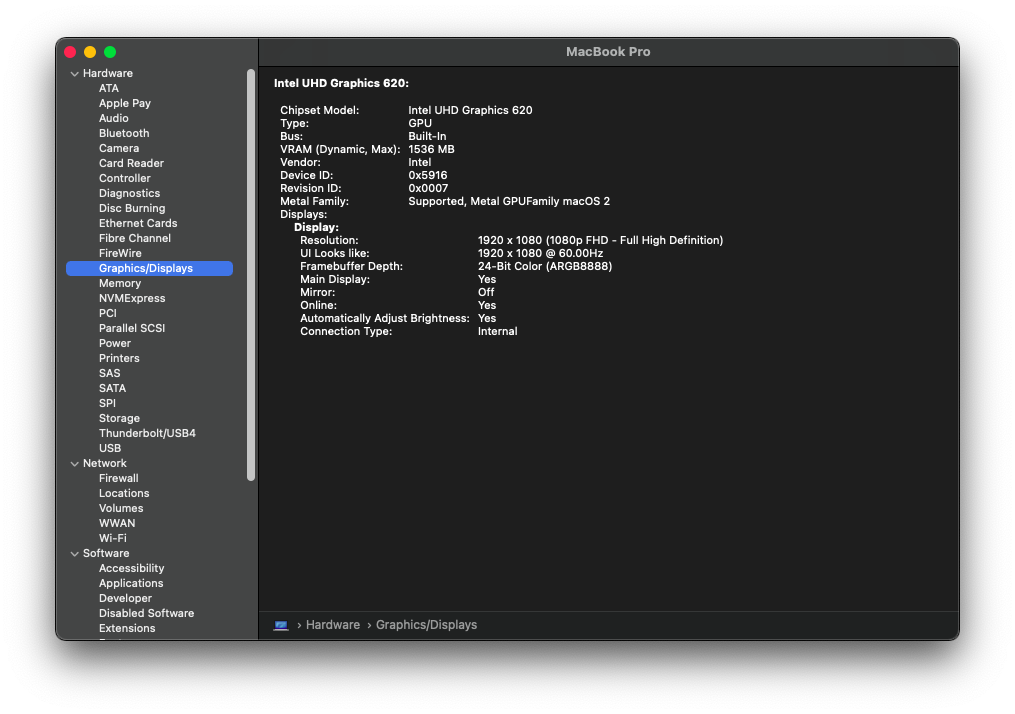 MacBook Pro
Hardware
ATA
Apple Pay
Audio
Bluetooth
Camera
Card Reader
Controller
Diagnostics
Disc Burning
Ethernet Cards
Fibre Channel
FireWire
Graphics/Displays
Memory
NVMExpress
PCI
Parallel SCSI
Power
Printers
SAS
SATA
SPI
Storage
Thunderbolt/USB4
USB
Network
Firewall
Locations
Volumes
WWAN
Wi-Fi
Software
Accessibility
Applications
Developer
Disabled Software
Extensions
Intel UHD Graphics 620:
Chipset Model: Intel UHD Graphics 620
Type: GPU
Bus: Built-In
VRAM (Dynamic, Max): 1536 MB
Vendor: Intel
Device ID: 0x5916
Revision ID: 0x0007
Metal Family: Supported, Metal GPUFamily macOS 2
Displays:
Display:
Resolution: 1920 x 1080 (1080p FHD - Full High Definition)
UI Looks like: 1920 x 1080 @ 60.00Hz
Framebuffer Depth: 24-Bit Color (ARGB8888)
Main Display: Yes
Mirror: Off
Online: Yes
Automatically Adjust Brightness: Yes
Connection Type: Internal
› Hardware › Graphics/Displays